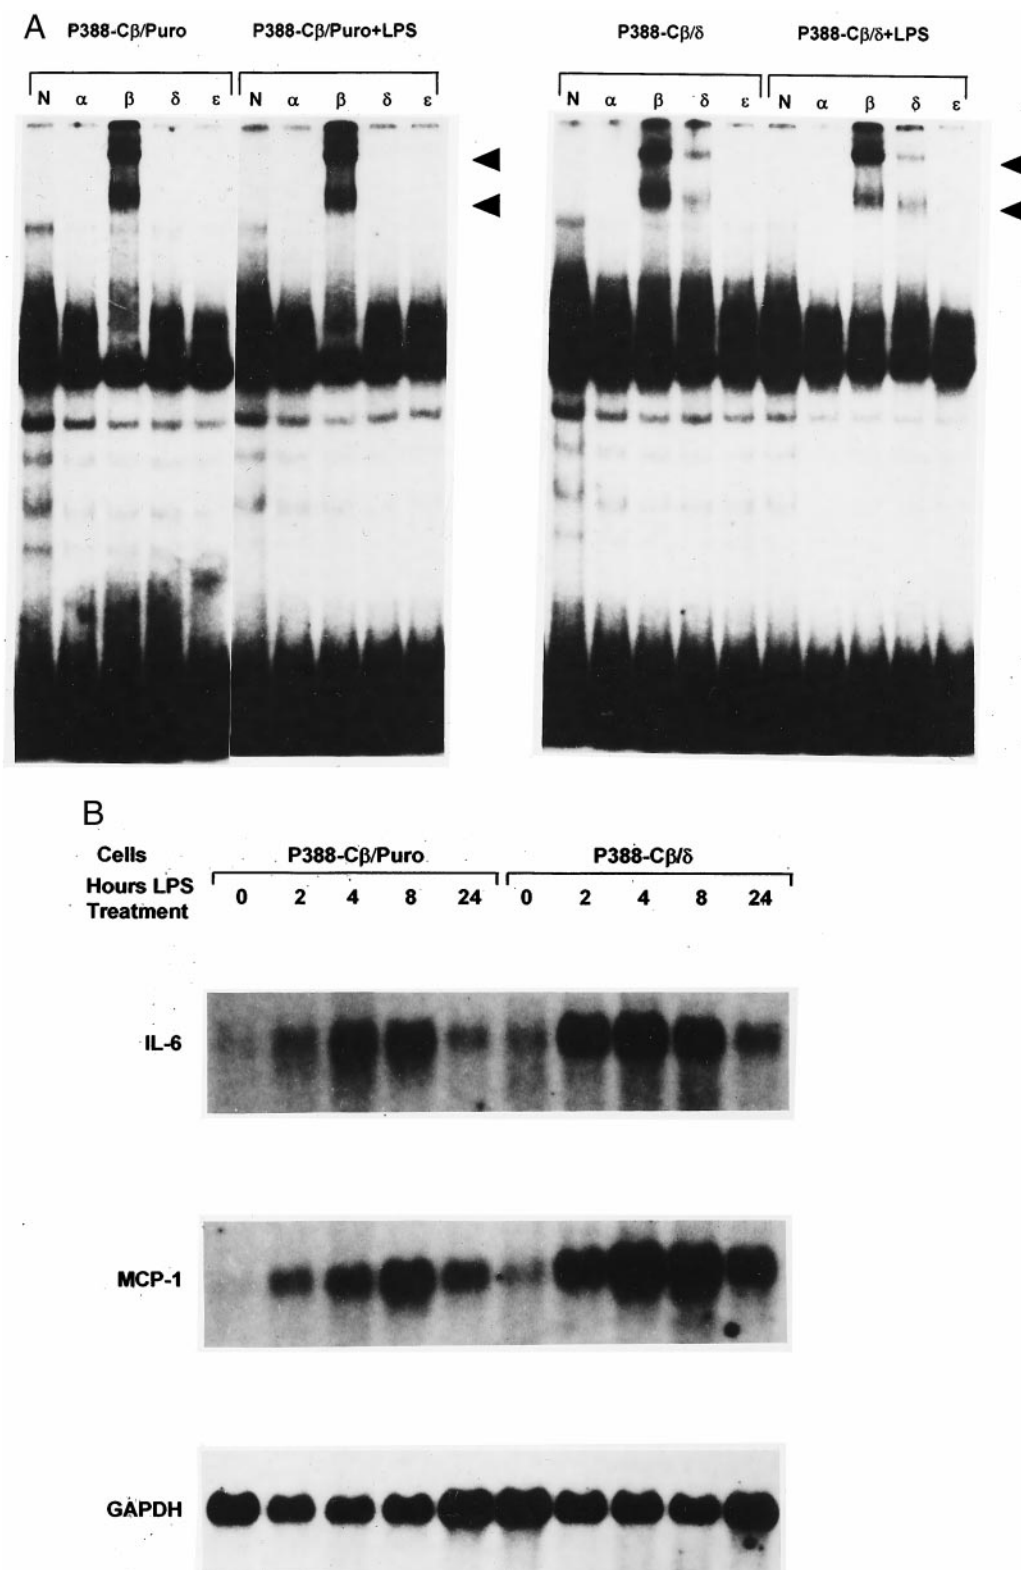 A
P388-Cβ/Puro P388-Cβ/Puro+LPS P388-Cβ/δ P388-Cβ/δ+LPS
N α β δ ε N α β δ ε N α β δ ε N α β δ ε
B
Cells P388-Cβ/Puro P388-Cβ/δ
Hours LPS
Treatment 0 2 4 8 24 0 2 4 8 24
IL-6
MCP-1
GAPDH